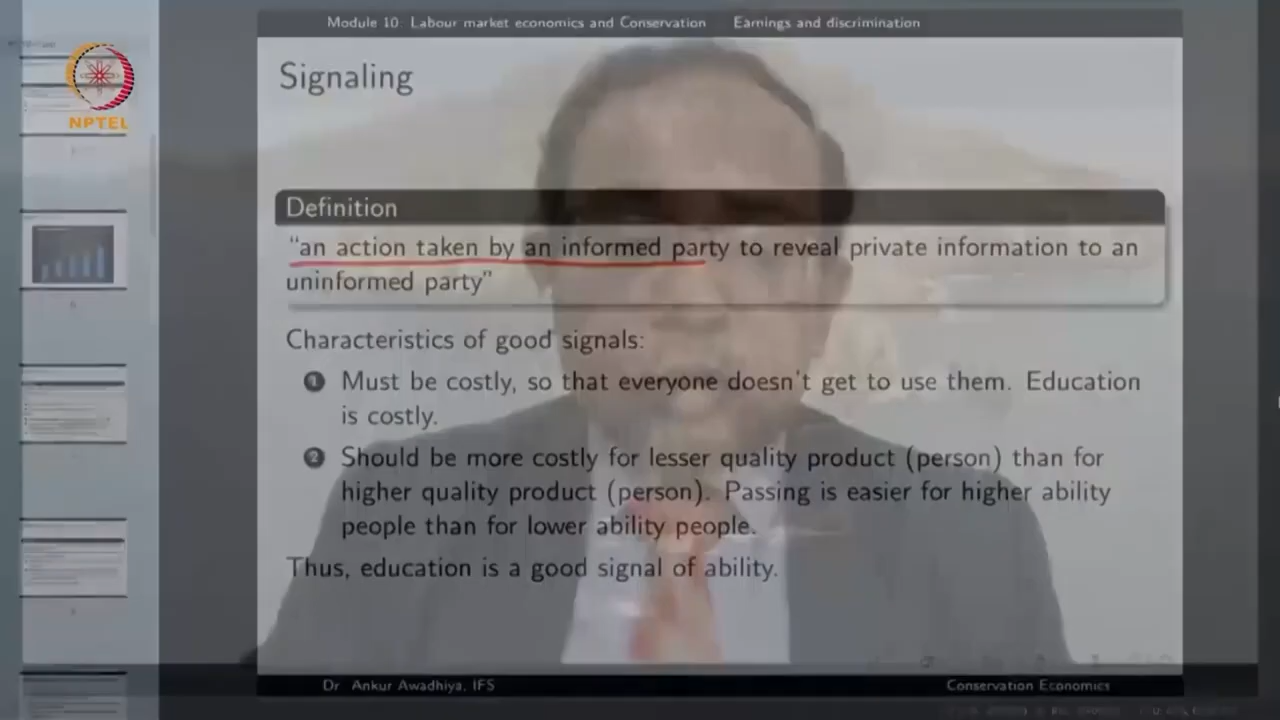 Module 10: Labour market economics and Conservation Earnings and discrimination
NPTEL
Signaling
Definition
“an action taken by an informed party to reveal private information to an
uninformed party”
Characteristics of good signals:
1 Must be costly, so that everyone doesn't get to use them. Education
is costly.
2 Should be more costly for lesser quality product (person) than for
higher quality product (person). Passing is easier for higher ability
people than for lower ability people.
Thus, education is a good signal of ability.
Dr Ankur Awadhiya, IFS Conservation Economics